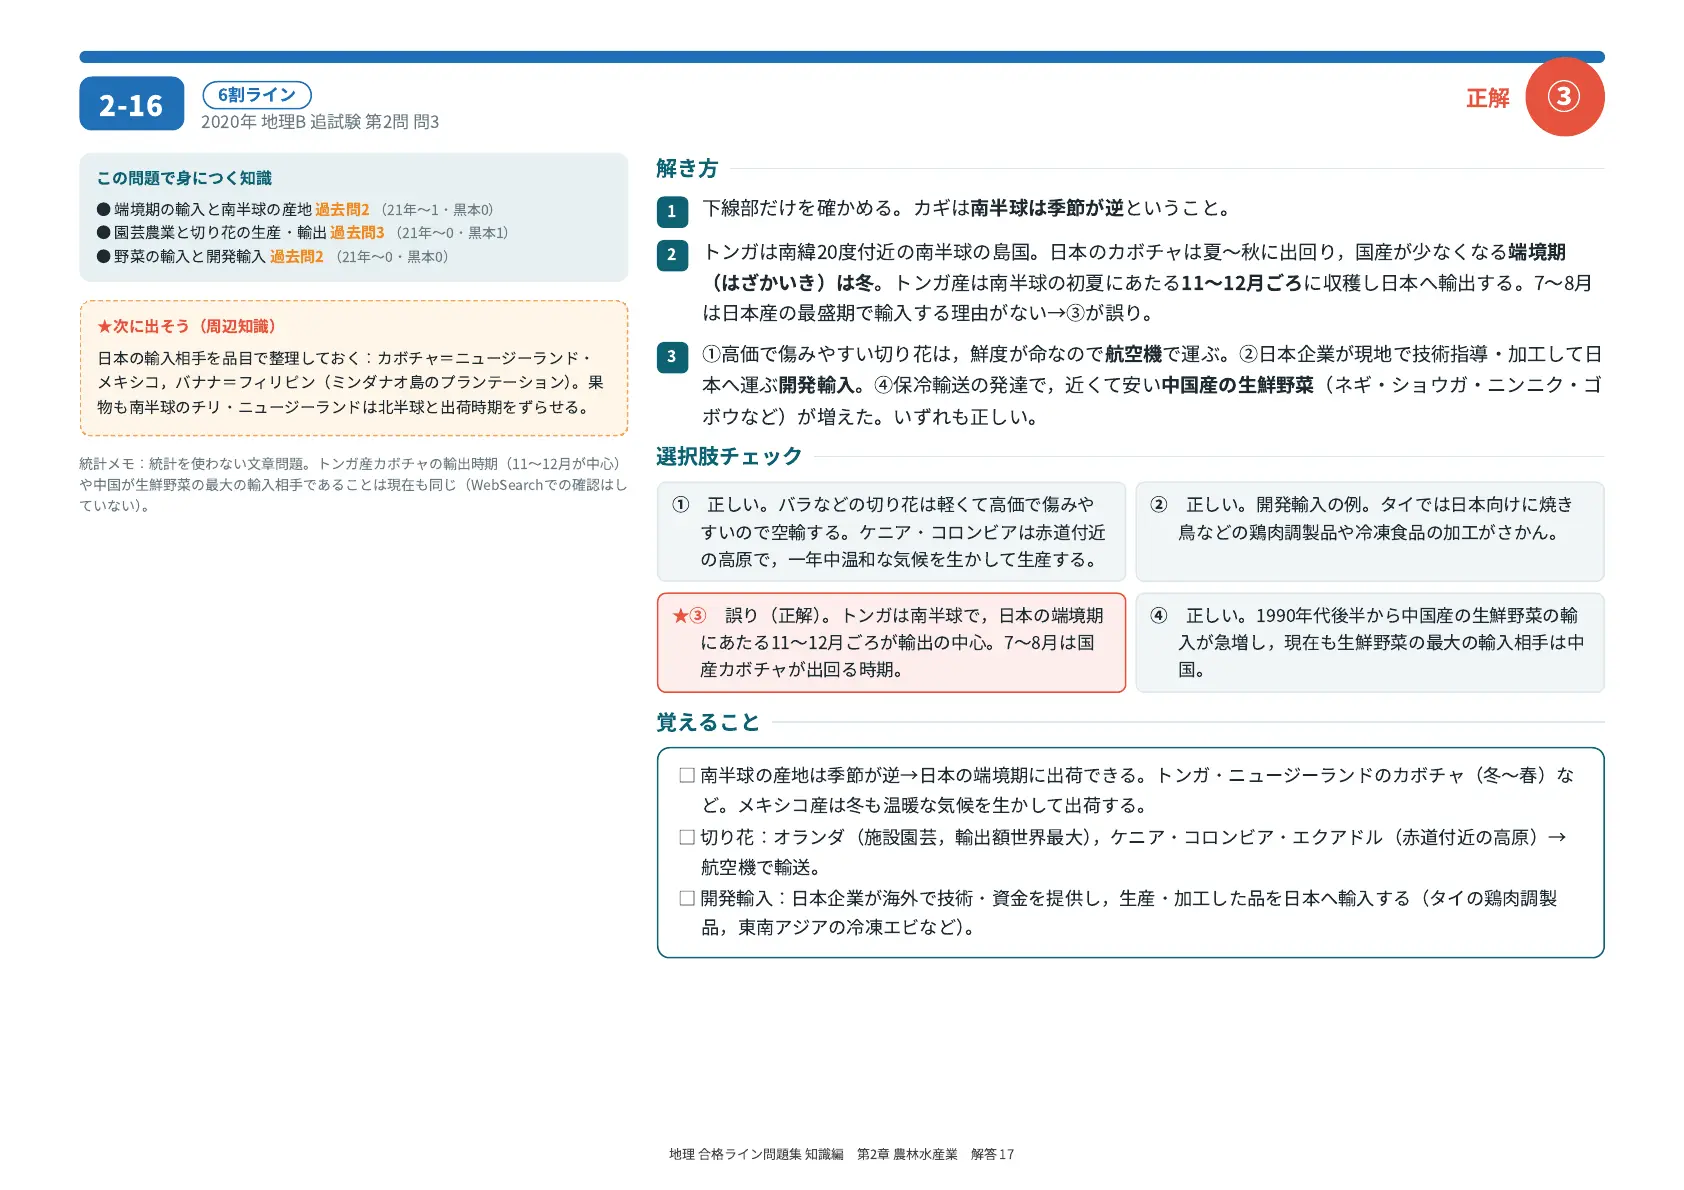 2-16
6割ライン
2020年 地理B 追試験 第2問 問3
正解
③
この問題で身につく知識
●端境期の輸入と南半球の産地 過去問2 （21年〜1・黒本0）
●園芸農業と切り花の生産・輸出 過去問3 （21年〜0・黒本1）
●野菜の輸入と開発輸入 過去問2 （21年〜0・黒本0）
★次に出そう（周辺知識）
日本の輸入相手を品目で整理しておく：カボチャ＝ニュージーランド・
メキシコ，バナナ＝フィリピン（ミンダナオ島のプランテーション）。果
物も南半球のチリ・ニュージーランドは北半球と出荷時期をずらせる。
統計メモ：統計を使わない文章問題。トンガ産カボチャの輸出時期（11〜12月が中心）
や中国が生鮮野菜の最大の輸入相手であることは現在も同じ（WebSearchでの確認はし
ていない）。
解き方
1 下線部だけを確かめる。カギは南半球は季節が逆ということ。
2 トンガは南緯20度付近の南半球の島国。日本のカボチャは夏〜秋に出回り，国産が少なくなる端境期
（はざかいき）は冬。トンガ産は南半球の初夏にあたる11〜12月ごろに収穫し日本へ輸出する。7〜8月
は日本産の最盛期で輸入する理由がない→③が誤り。
3 ①高価で傷みやすい切り花は，鮮度が命なので航空機で運ぶ。②日本企業が現地で技術指導・加工して日
本へ運ぶ開発輸入。④保冷輸送の発達で，近くて安い中国産の生鮮野菜（ネギ・ショウガ・ニンニク・ゴ
ボウなど）が増えた。いずれも正しい。
選択肢チェック
① 正しい。バラなどの切り花は軽くて高価で傷みや
すいので空輸する。ケニア・コロンビアは赤道付近
の高原で，一年中温和な気候を生かして生産する。
② 正しい。開発輸入の例。タイでは日本向けに焼き
鳥などの鶏肉調製品や冷凍食品の加工がさかん。
★③ 誤り（正解）。トンガは南半球で，日本の端境期
にあたる11〜12月ごろが輸出の中心。7〜8月は国
産カボチャが出回る時期。
④ 正しい。1990年代後半から中国産の生鮮野菜の輸
入が急増し，現在も生鮮野菜の最大の輸入相手は中
国。
覚えること
□ 南半球の産地は季節が逆→日本の端境期に出荷できる。トンガ・ニュージーランドのカボチャ（冬〜春）な
ど。メキシコ産は冬も温暖な気候を生かして出荷する。
□ 切り花：オランダ（施設園芸，輸出額世界最大），ケニア・コロンビア・エクアドル（赤道付近の高原）→
航空機で輸送。
□ 開発輸入：日本企業が海外で技術・資金を提供し，生産・加工した品を日本へ輸入する（タイの鶏肉調製
品，東南アジアの冷凍エビなど）。
地理 合格ライン問題集 知識編 第2章 農林水産業 解答17